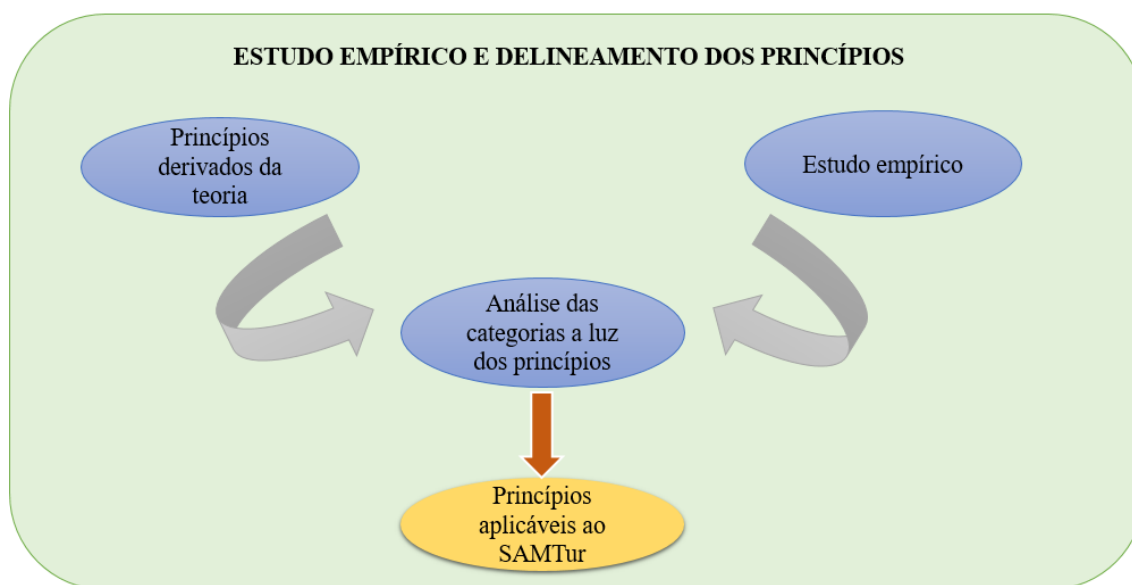 ESTUDO EMPÍRICO E DELINEAMENTO DOS PRINCÍPIOS
Princípios
derivados da
teoria
Estudo empírico
Análise das
categorias a luz
dos princípios
Princípios
aplicáveis ao
SAMTur